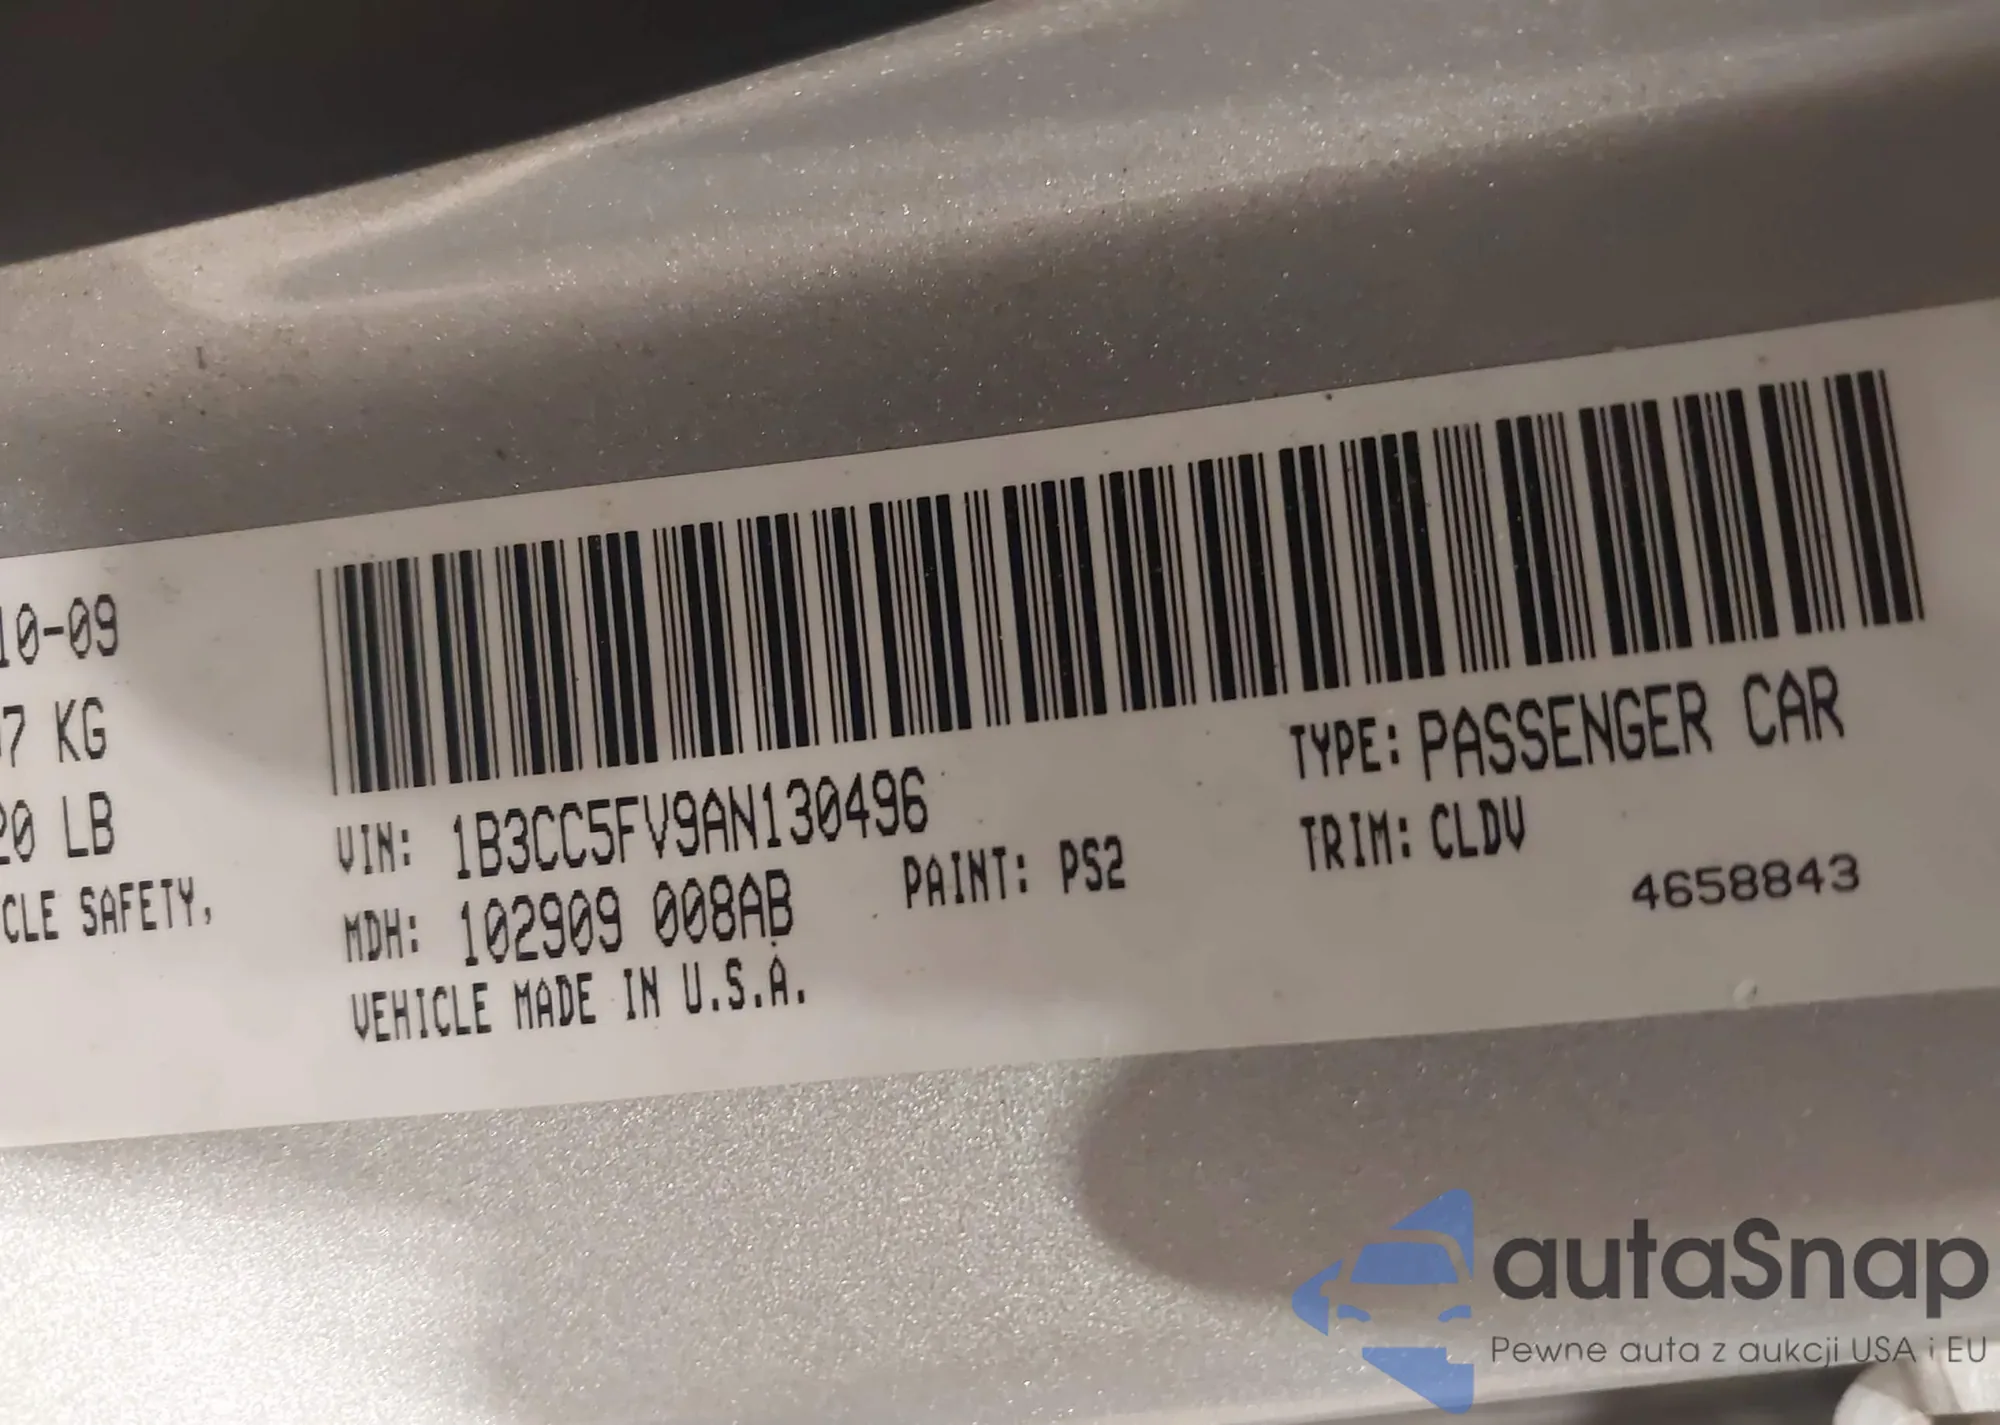 10-09
7 KG
20 LB
CLE SAFETY,
VIN: 1B3CC5FV9AN130496
MDH: 102909 008AB
PAINT: PS2
VEHICLE MADE IN U.S.A.
TYPE: PASSENGER CAR
TRIM: CLDV
4658843
autaSnap
Pewne auta z aukcji USA i EU